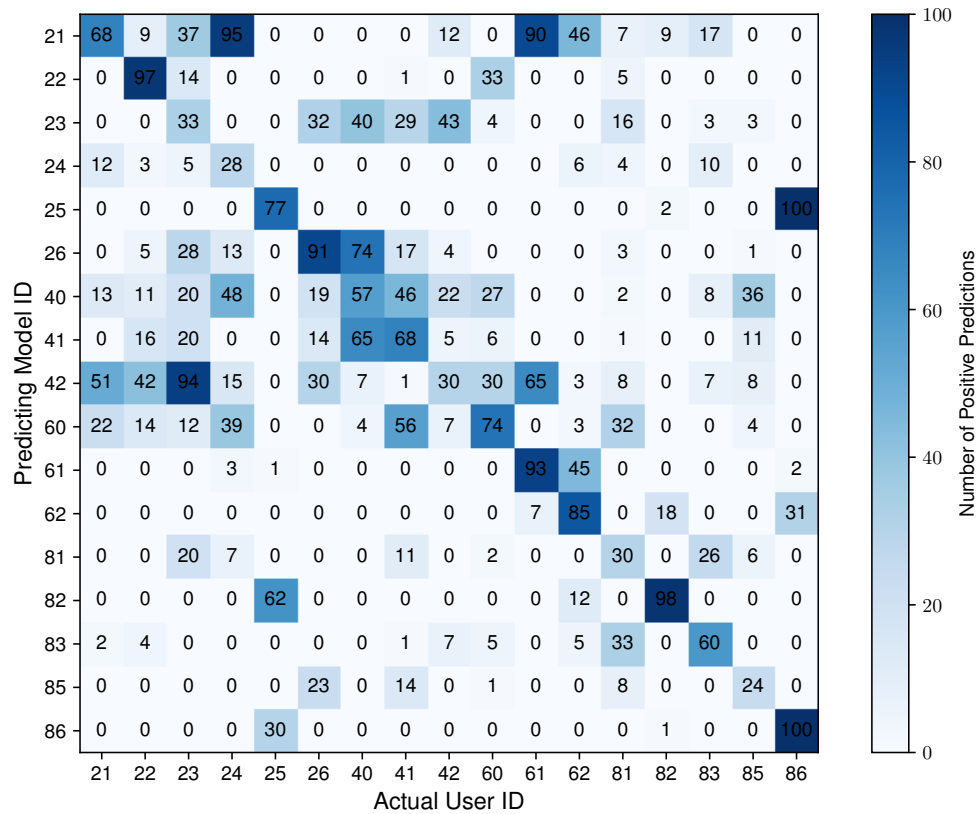 21 68 9 37 95 0 0 0 0 12 0 90 46 7 9 17 0 0
22 0 97 14 0 0 0 0 1 0 33 0 0 5 0 0 0 0
23 0 0 33 0 0 32 40 29 43 4 0 0 16 0 3 3 0
24 12 3 5 28 0 0 0 0 0 0 0 6 4 0 10 0 0
25 0 0 0 0 77 0 0 0 0 0 0 0 0 2 0 0 100
26 0 5 28 13 0 91 74 17 4 0 0 0 3 0 0 1 0
40 13 11 20 48 0 19 57 46 22 27 0 0 2 0 8 36 0
41 0 16 20 0 0 14 65 68 5 6 0 0 1 0 0 11 0
42 51 42 94 15 0 30 7 1 30 30 65 3 8 0 7 8 0
60 22 14 12 39 0 0 4 56 7 74 0 3 32 0 0 4 0
61 0 0 0 3 1 0 0 0 0 0 93 45 0 0 0 0 2
62 0 0 0 0 0 0 0 0 0 0 7 85 0 18 0 0 31
81 0 0 20 7 0 0 0 11 0 2 0 0 30 0 26 6 0
82 0 0 0 0 62 0 0 0 0 0 0 12 0 98 0 0 0
83 2 4 0 0 0 0 0 1 7 5 0 5 33 0 60 0 0
85 0 0 0 0 0 23 0 14 0 1 0 0 8 0 0 24 0
86 0 0 0 0 30 0 0 0 0 0 0 0 0 1 0 0 100
21 22 23 24 25 26 40 41 42 60 61 62 81 82 83 85 86
Actual User ID
Predicting Model ID
100
80
60
40
20
0
Number of Positive Predictions